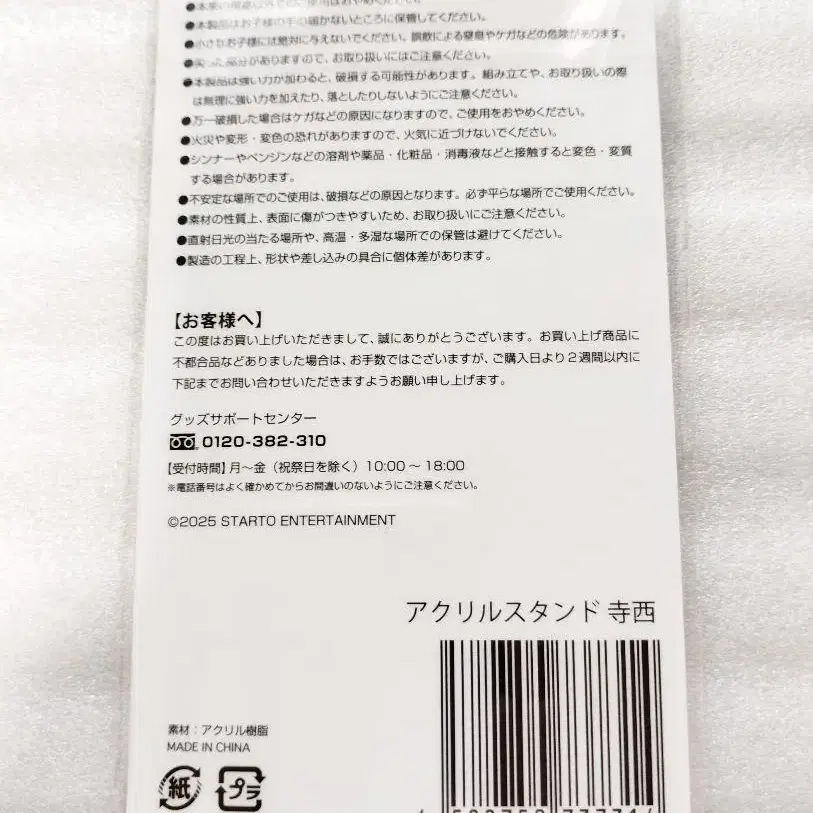 ●本製品はお子様の手の届かないところに保管してください。
●小さなお子様には絶対に与えないでください。誤飲による窒息やケガなどの危険があります。
●尖った部分がありますので、お取り扱いにはご注意ください。
●本製品は強い力が加わると、破損する可能性があります。組み立てや、お取り扱いの際
は無理に強い力を加えたり、落としたりしないようにご注意ください。
●万一破損した場合はケガなどの原因になりますので、ご使用をおやめください。
●火災や変形・変色の恐れがありますので、火気に近づけないでください。
●シンナーやベンジンなどの溶剤や薬品・化粧品・消毒液などと接触すると変色・変質
する場合があります。
●不安定な場所でのご使用は、破損などの原因となります。必ず平らな場所でご使用ください。
●素材の性質上、表面に傷がつきやすいため、お取り扱いにご注意ください。
●直射日光の当たる場所や、高温・多湿な場所での保管は避けてください。
●製造の工程上、形状や差し込みの具合に個体差があります。
【お客様へ】
この度はお買い上げいただきまして、誠にありがとうございます。お買い上げ商品に
不都合品などありました場合は、お手数ではございますが、ご購入日より2週間以内に
下記までお問い合わせいただきますようお願い申し上げます。
グッズサポートセンター
0120-382-310
【受付時間】月～金（祝祭日を除く）10:00～18:00
※電話番号はよく確かめてからお間違いのないようにご注意ください。
©2025 STARTO ENTERTAINMENT
アクリルスタンド 寺西
素材：アクリル樹脂
MADE IN CHINA
紙
プラ